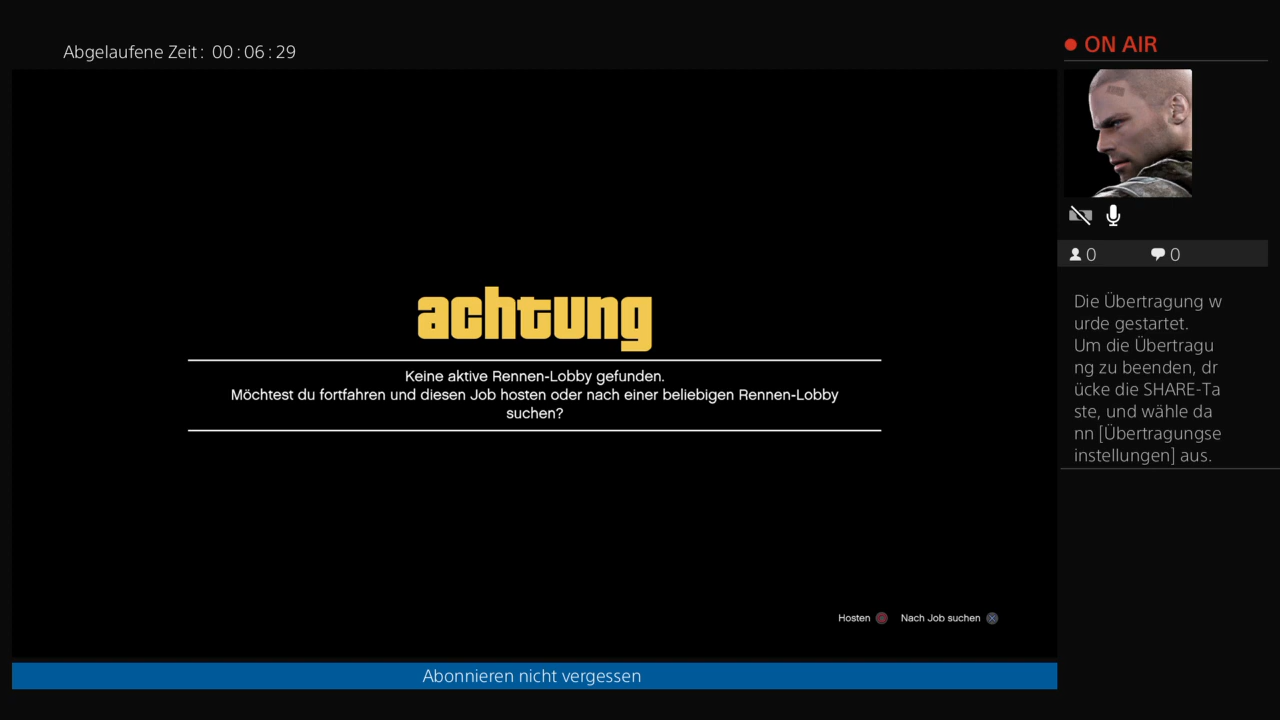 Abgelaufene Zeit: 00:06:29
ON AIR
0 0
achtung
Keine aktive Rennen-Lobby gefunden.
Möchtest du fortfahren und diesen Job hosten oder nach einer beliebigen Rennen-Lobby
suchen?
Hosten Nach Job suchen
Die Übertragung w
urde gestartet.
Um die Übertragu
ng zu beenden, dr
ücke die SHARE-Ta
ste, und wähle da
nn [Übertragungse
instellungen] aus.
Abonnieren nicht vergessen